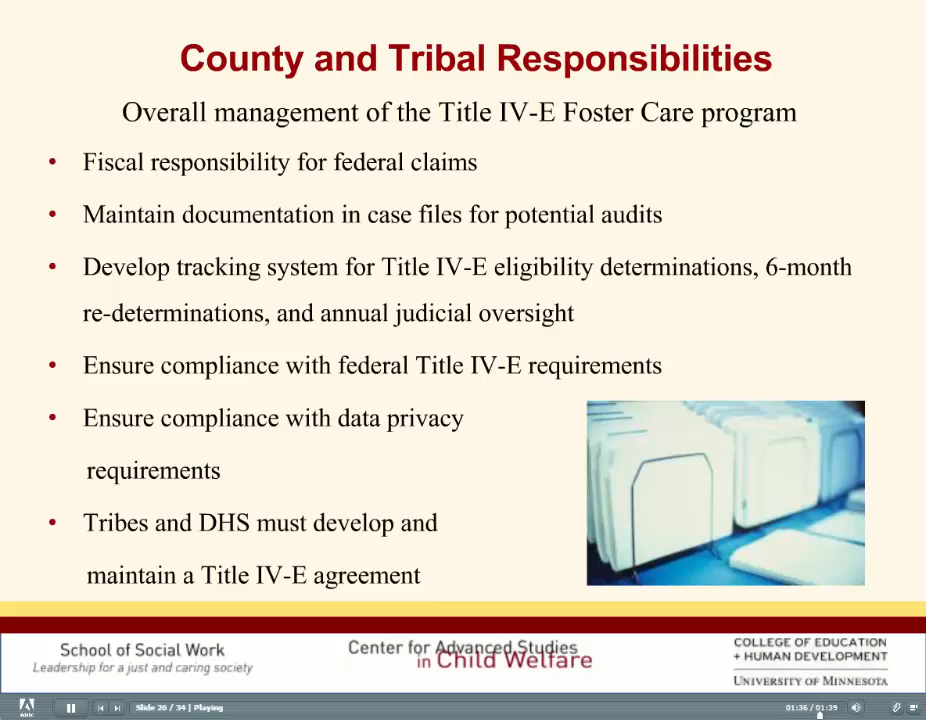 County and Tribal Responsibilities
Overall management of the Title IV-E Foster Care program
• Fiscal responsibility for federal claims
• Maintain documentation in case files for potential audits
• Develop tracking system for Title IV-E eligibility determinations, 6-month
re-determinations, and annual judicial oversight
• Ensure compliance with federal Title IV-E requirements
• Ensure compliance with data privacy
requirements
• Tribes and DHS must develop and
maintain a Title IV-E agreement
School of Social Work
Leadership for a just and caring society
Center for Advanced Studies
in Child Welfare
COLLEGE OF EDUCATION
+ HUMAN DEVELOPMENT
UNIVERSITY OF MINNESOTA
Slide 26 / 34 | Playing
01:36 / 01:39